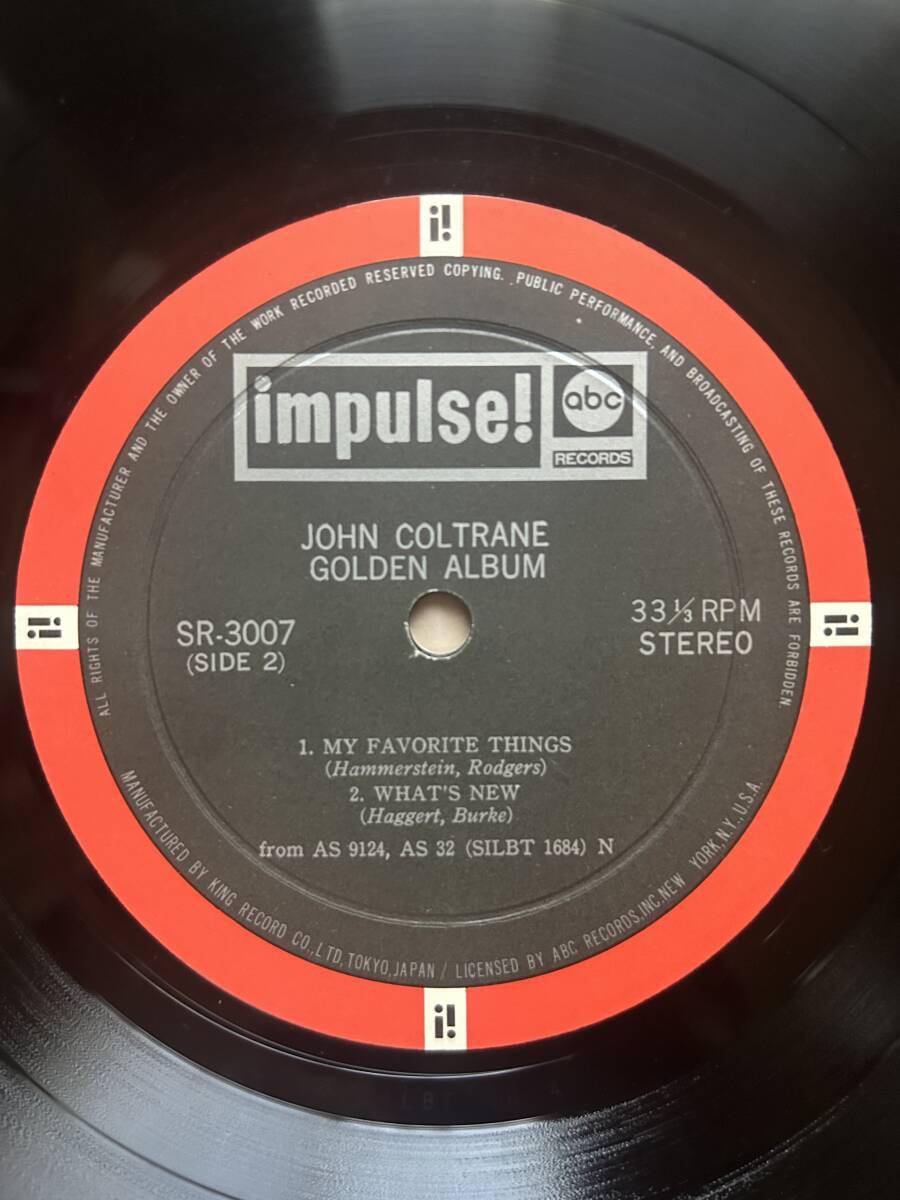 i!
ALL RIGHTS OF THE MANUFACTURER AND THE OWNER OF THE WORK RECORDED RESERVED COPYING. PUBLIC PERFORMANCE, AND BROADCASTING OF THESE RECORDS ARE FORBIDDEN.
impulse!
abc
RECORDS
JOHN COLTRANE
GOLDEN ALBUM
i!
SR-3007
(SIDE 2)
33⅓ RPM
STEREO
i!
1. MY FAVORITE THINGS
(Hammerstein, Rodgers)
2. WHAT'S NEW
(Haggert, Burke)
from AS 9124, AS 32 (SILBT 1684) N
MANUFACTURED BY KING RECORD CO.,LTD,TOKYO,JAPAN / LICENSED BY ABC RECORDS,INC,NEW YORK,N.Y.,U.S.A.
i!